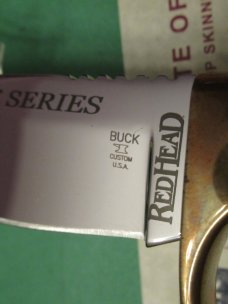 TE OF
P SKINN
SERIES
BUCK
CUSTOM
U.S.A.
REDHEAD